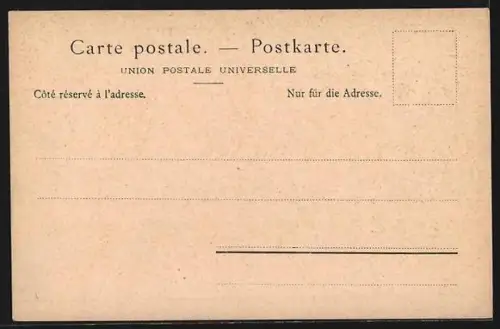 Carte postale. — Postkarte.
UNION POSTALE UNIVERSELLE
Côté réservé à l'adresse. Nur für die Adresse.